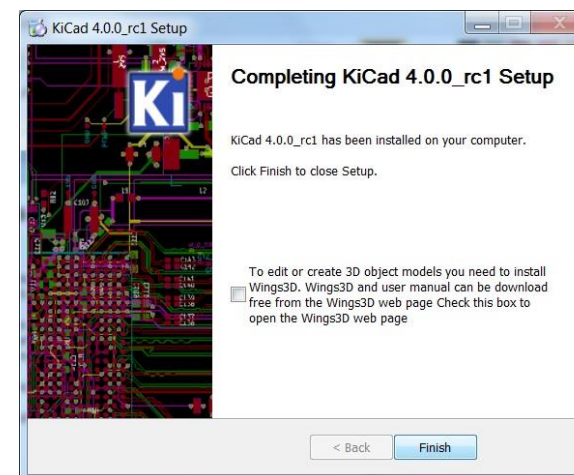 KiCad 4.0.0_rc1 Setup
Ki
Completing KiCad 4.0.0_rc1 Setup
KiCad 4.0.0_rc1 has been installed on your computer.
Click Finish to close Setup.
To edit or create 3D object models you need to install
Wings3D. Wings3D and user manual can be download
free from the Wings3D web page Check this box to
open the Wings3D web page
< Back
Finish